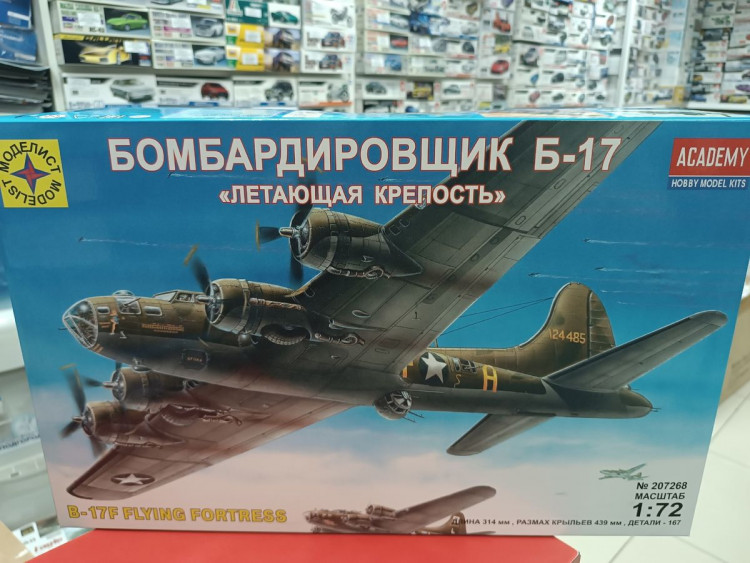 МОДЕЛИСТ
MODELIST
БОМБАРДИРОВЩИК Б-17
«ЛЕТАЮЩАЯ КРЕПОСТЬ»
ACADEMY
HOBBY MODEL KITS
124485
H
B-17F FLYING FORTRESS
№ 207268
МАСШТАБ
1:72
ДЛИНА 314 мм , РАЗМАХ КРЫЛЬЕВ 439 мм , ДЕТАЛИ - 167